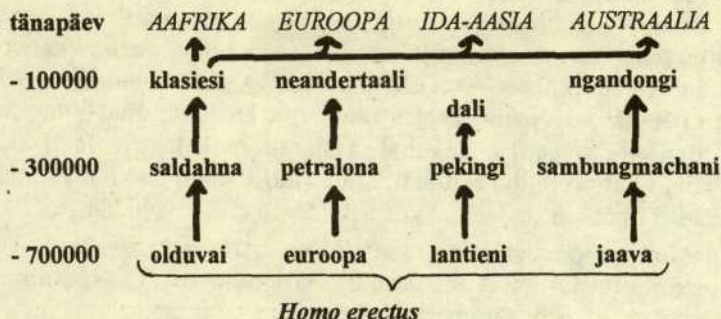 tänapäev AAFRIKA EUROOPA IDA-AASIA AUSTRAALIA
- 100000 klasiesi neandertaali ngandongi
dali
- 300000 saldahna petralona pekingi sambungmachani
- 700000 olduvai euroopa lantieni jaava
Homo erectus